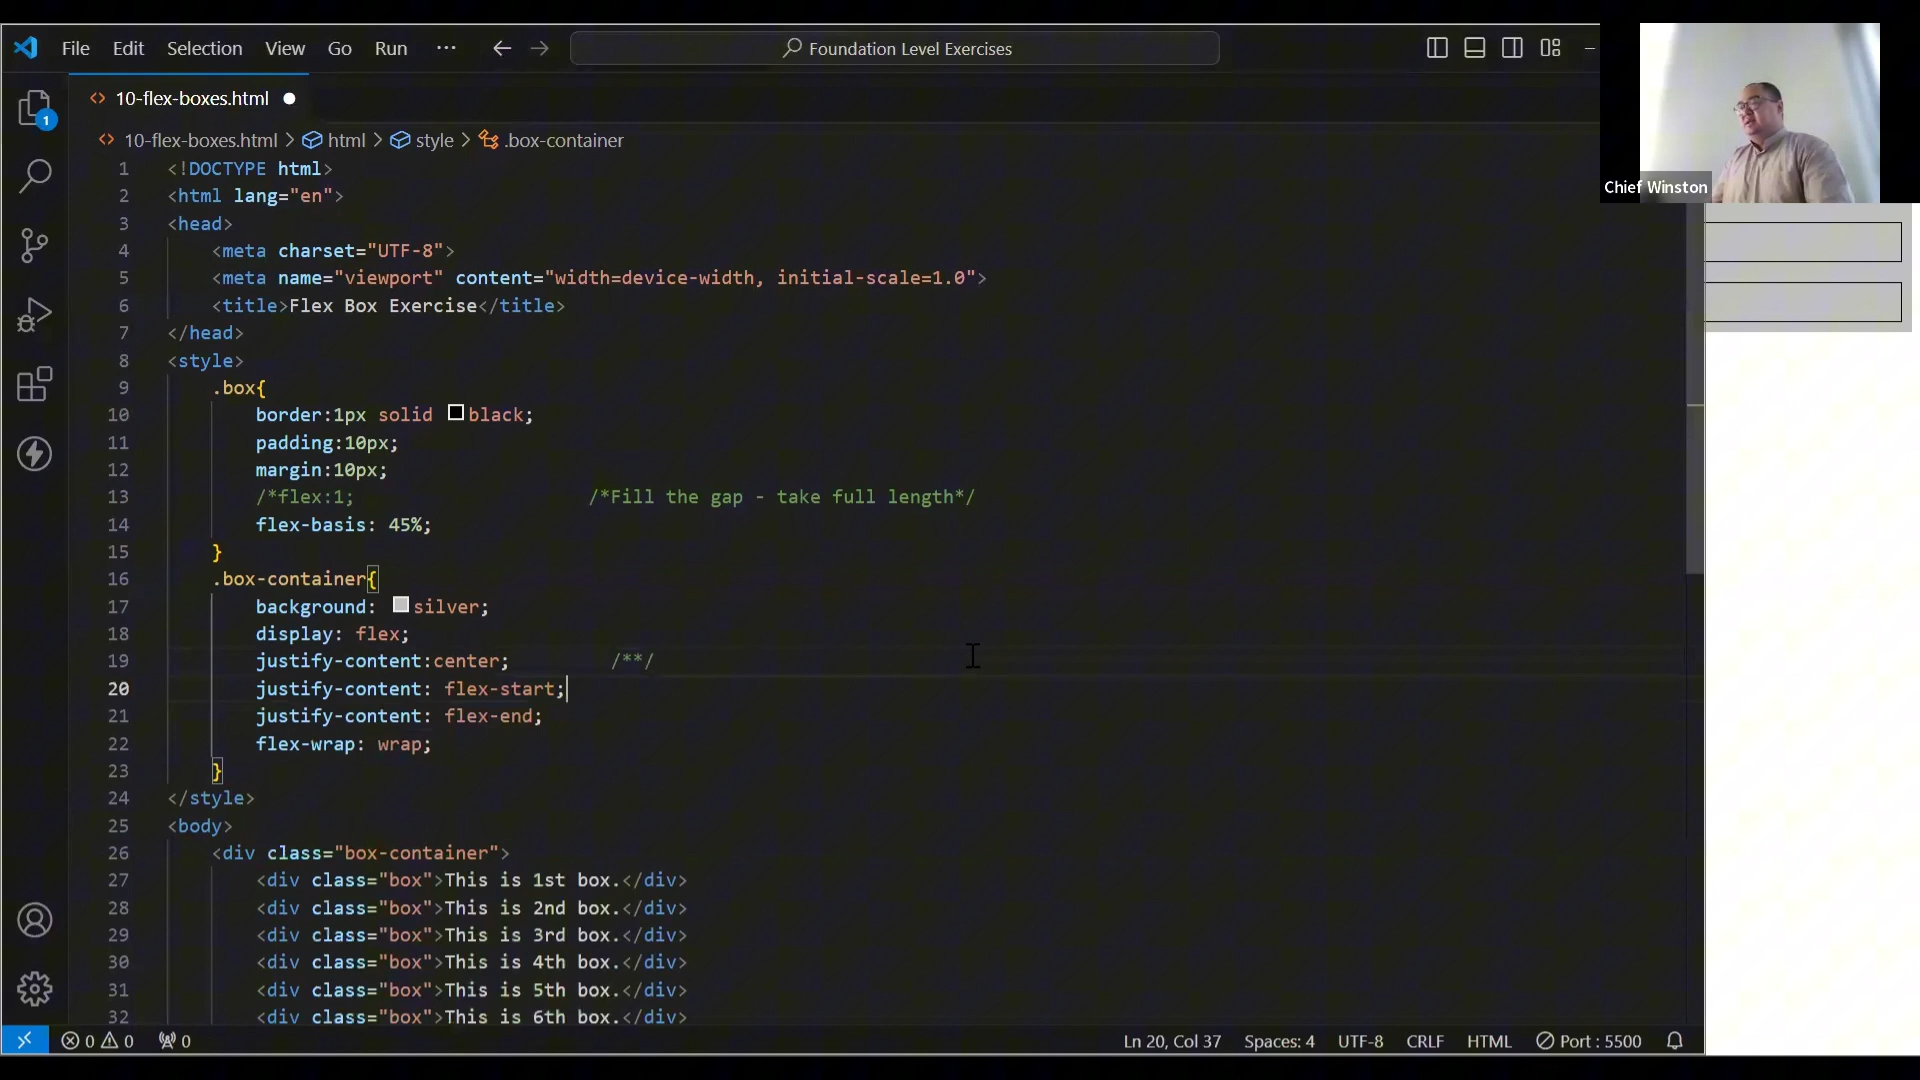 File Edit Selection View Go Run ··· Foundation Level Exercises
Chief Winston
10-flex-boxes.html
1
10-flex-boxes.html > html > style > .box-container
1 <!DOCTYPE html>
2 <html lang="en">
3 <head>
4 <meta charset="UTF-8">
5 <meta name="viewport" content="width=device-width, initial-scale=1.0">
6 <title>Flex Box Exercise</title>
7 </head>
8 <style>
9 .box{
10 border:1px solid black;
11 padding:10px;
12 margin:10px;
13 /*flex:1; /*Fill the gap - take full length*/
14 flex-basis: 45%;
15 }
16 .box-container{
17 background: silver;
18 display: flex;
19 justify-content:center; /**/
20 justify-content: flex-start;
21 justify-content: flex-end;
22 flex-wrap: wrap;
23 }
24 </style>
25 <body>
26 <div class="box-container">
27 <div class="box">This is 1st box.</div>
28 <div class="box">This is 2nd box.</div>
29 <div class="box">This is 3rd box.</div>
30 <div class="box">This is 4th box.</div>
31 <div class="box">This is 5th box.</div>
32 <div class="box">This is 6th box.</div>
0 0 0 Ln 20, Col 37 Spaces: 4 UTF-8 CRLF HTML Port : 5500